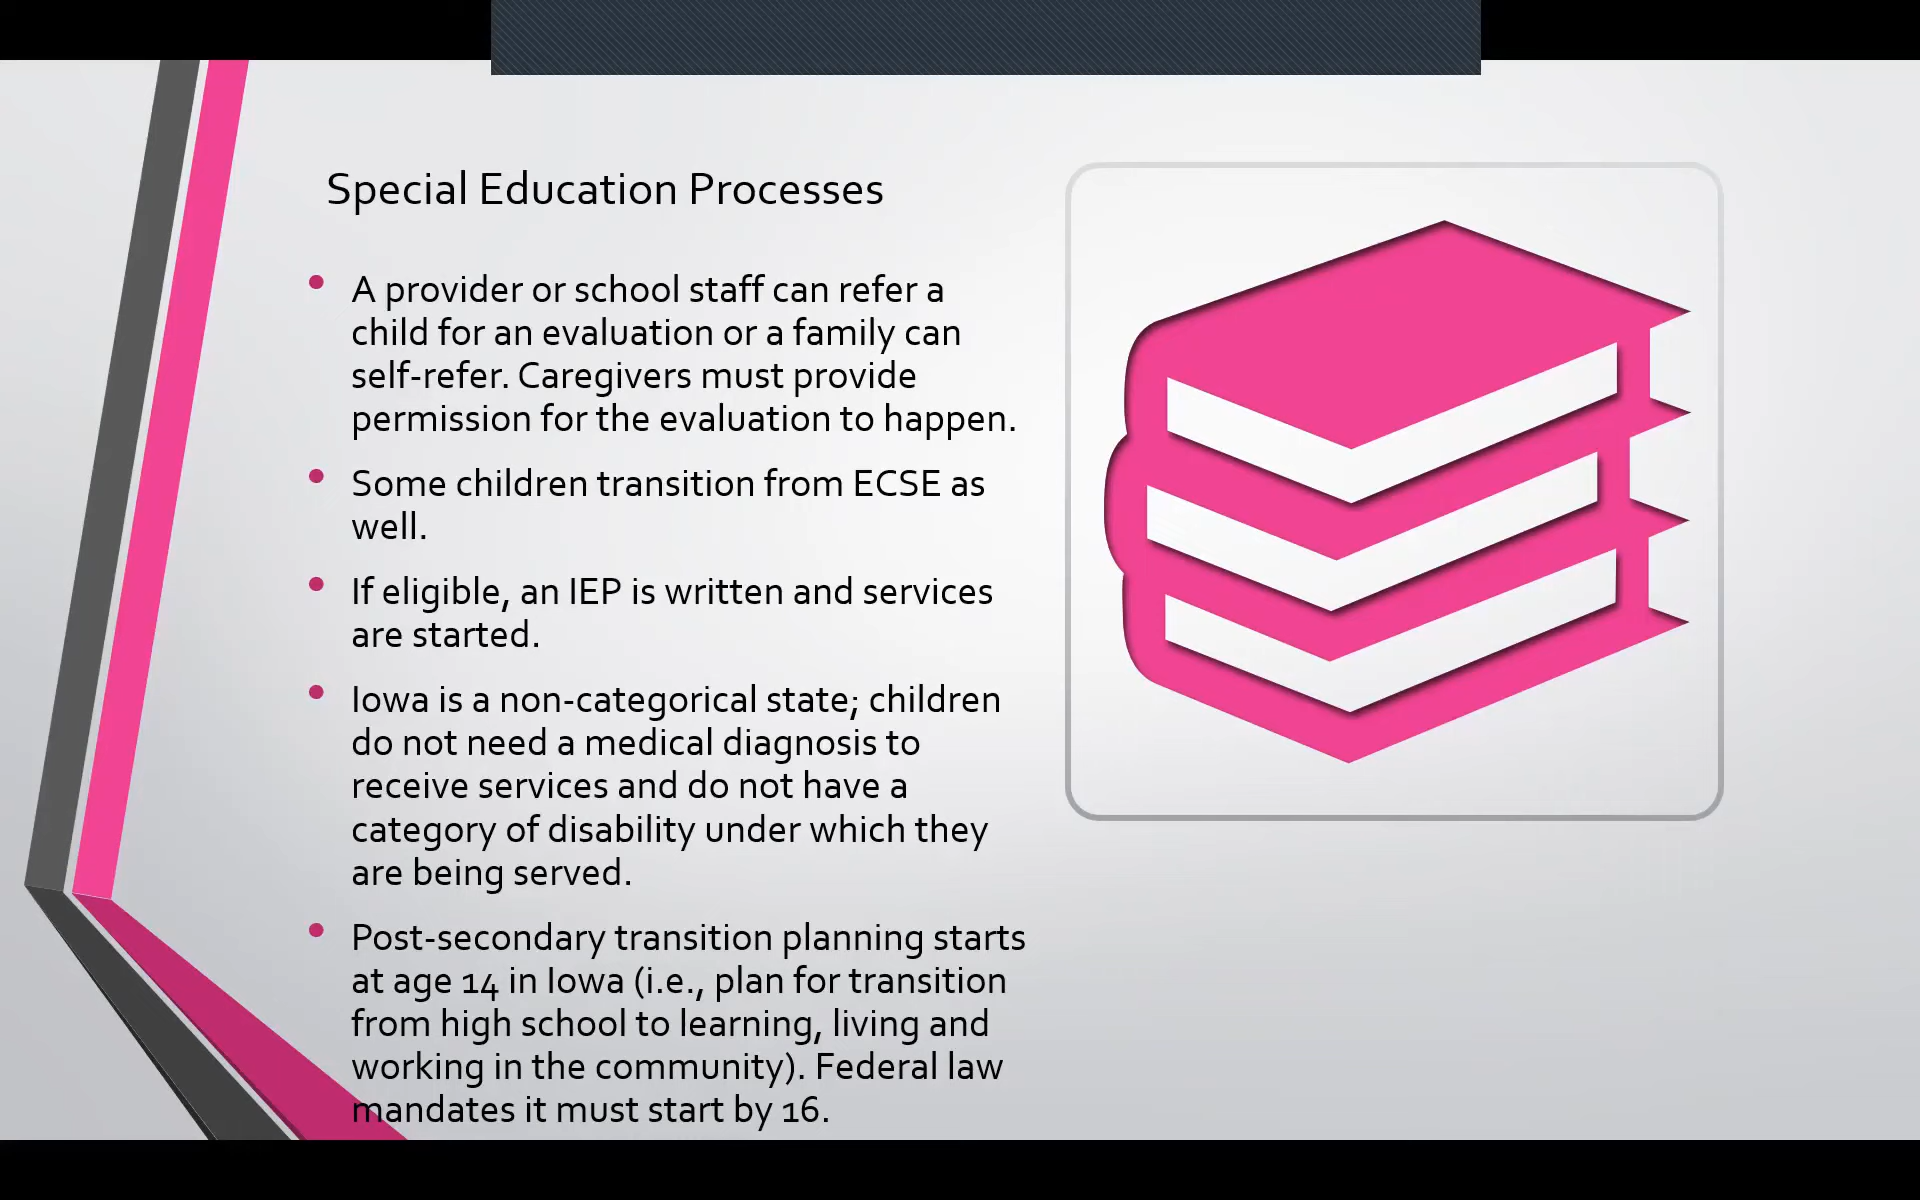 Special Education Processes
• A provider or school staff can refer a
child for an evaluation or a family can
self-refer. Caregivers must provide
permission for the evaluation to happen.
• Some children transition from ECSE as
well.
• If eligible, an IEP is written and services
are started.
• Iowa is a non-categorical state; children
do not need a medical diagnosis to
receive services and do not have a
category of disability under which they
are being served.
• Post-secondary transition planning starts
at age 14 in Iowa (i.e., plan for transition
from high school to learning, living and
working in the community). Federal law
mandates it must start by 16.